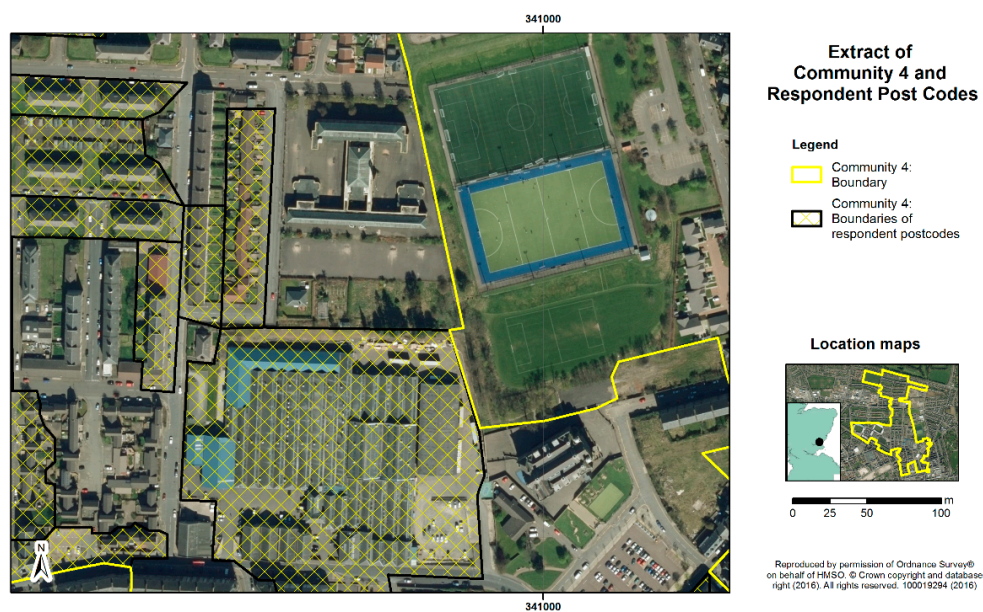 341000
Extract of
Community 4 and
Respondent Post Codes
Legend
Community 4:
Boundary
Community 4:
Boundaries of
respondent postcodes
Location maps
m
0 25 50 100
N
Reproduced by permission of Ordnance Survey®
on behalf of HMSO. © Crown copyright and database
right (2016). All rights reserved. 100019294 (2016)
341000